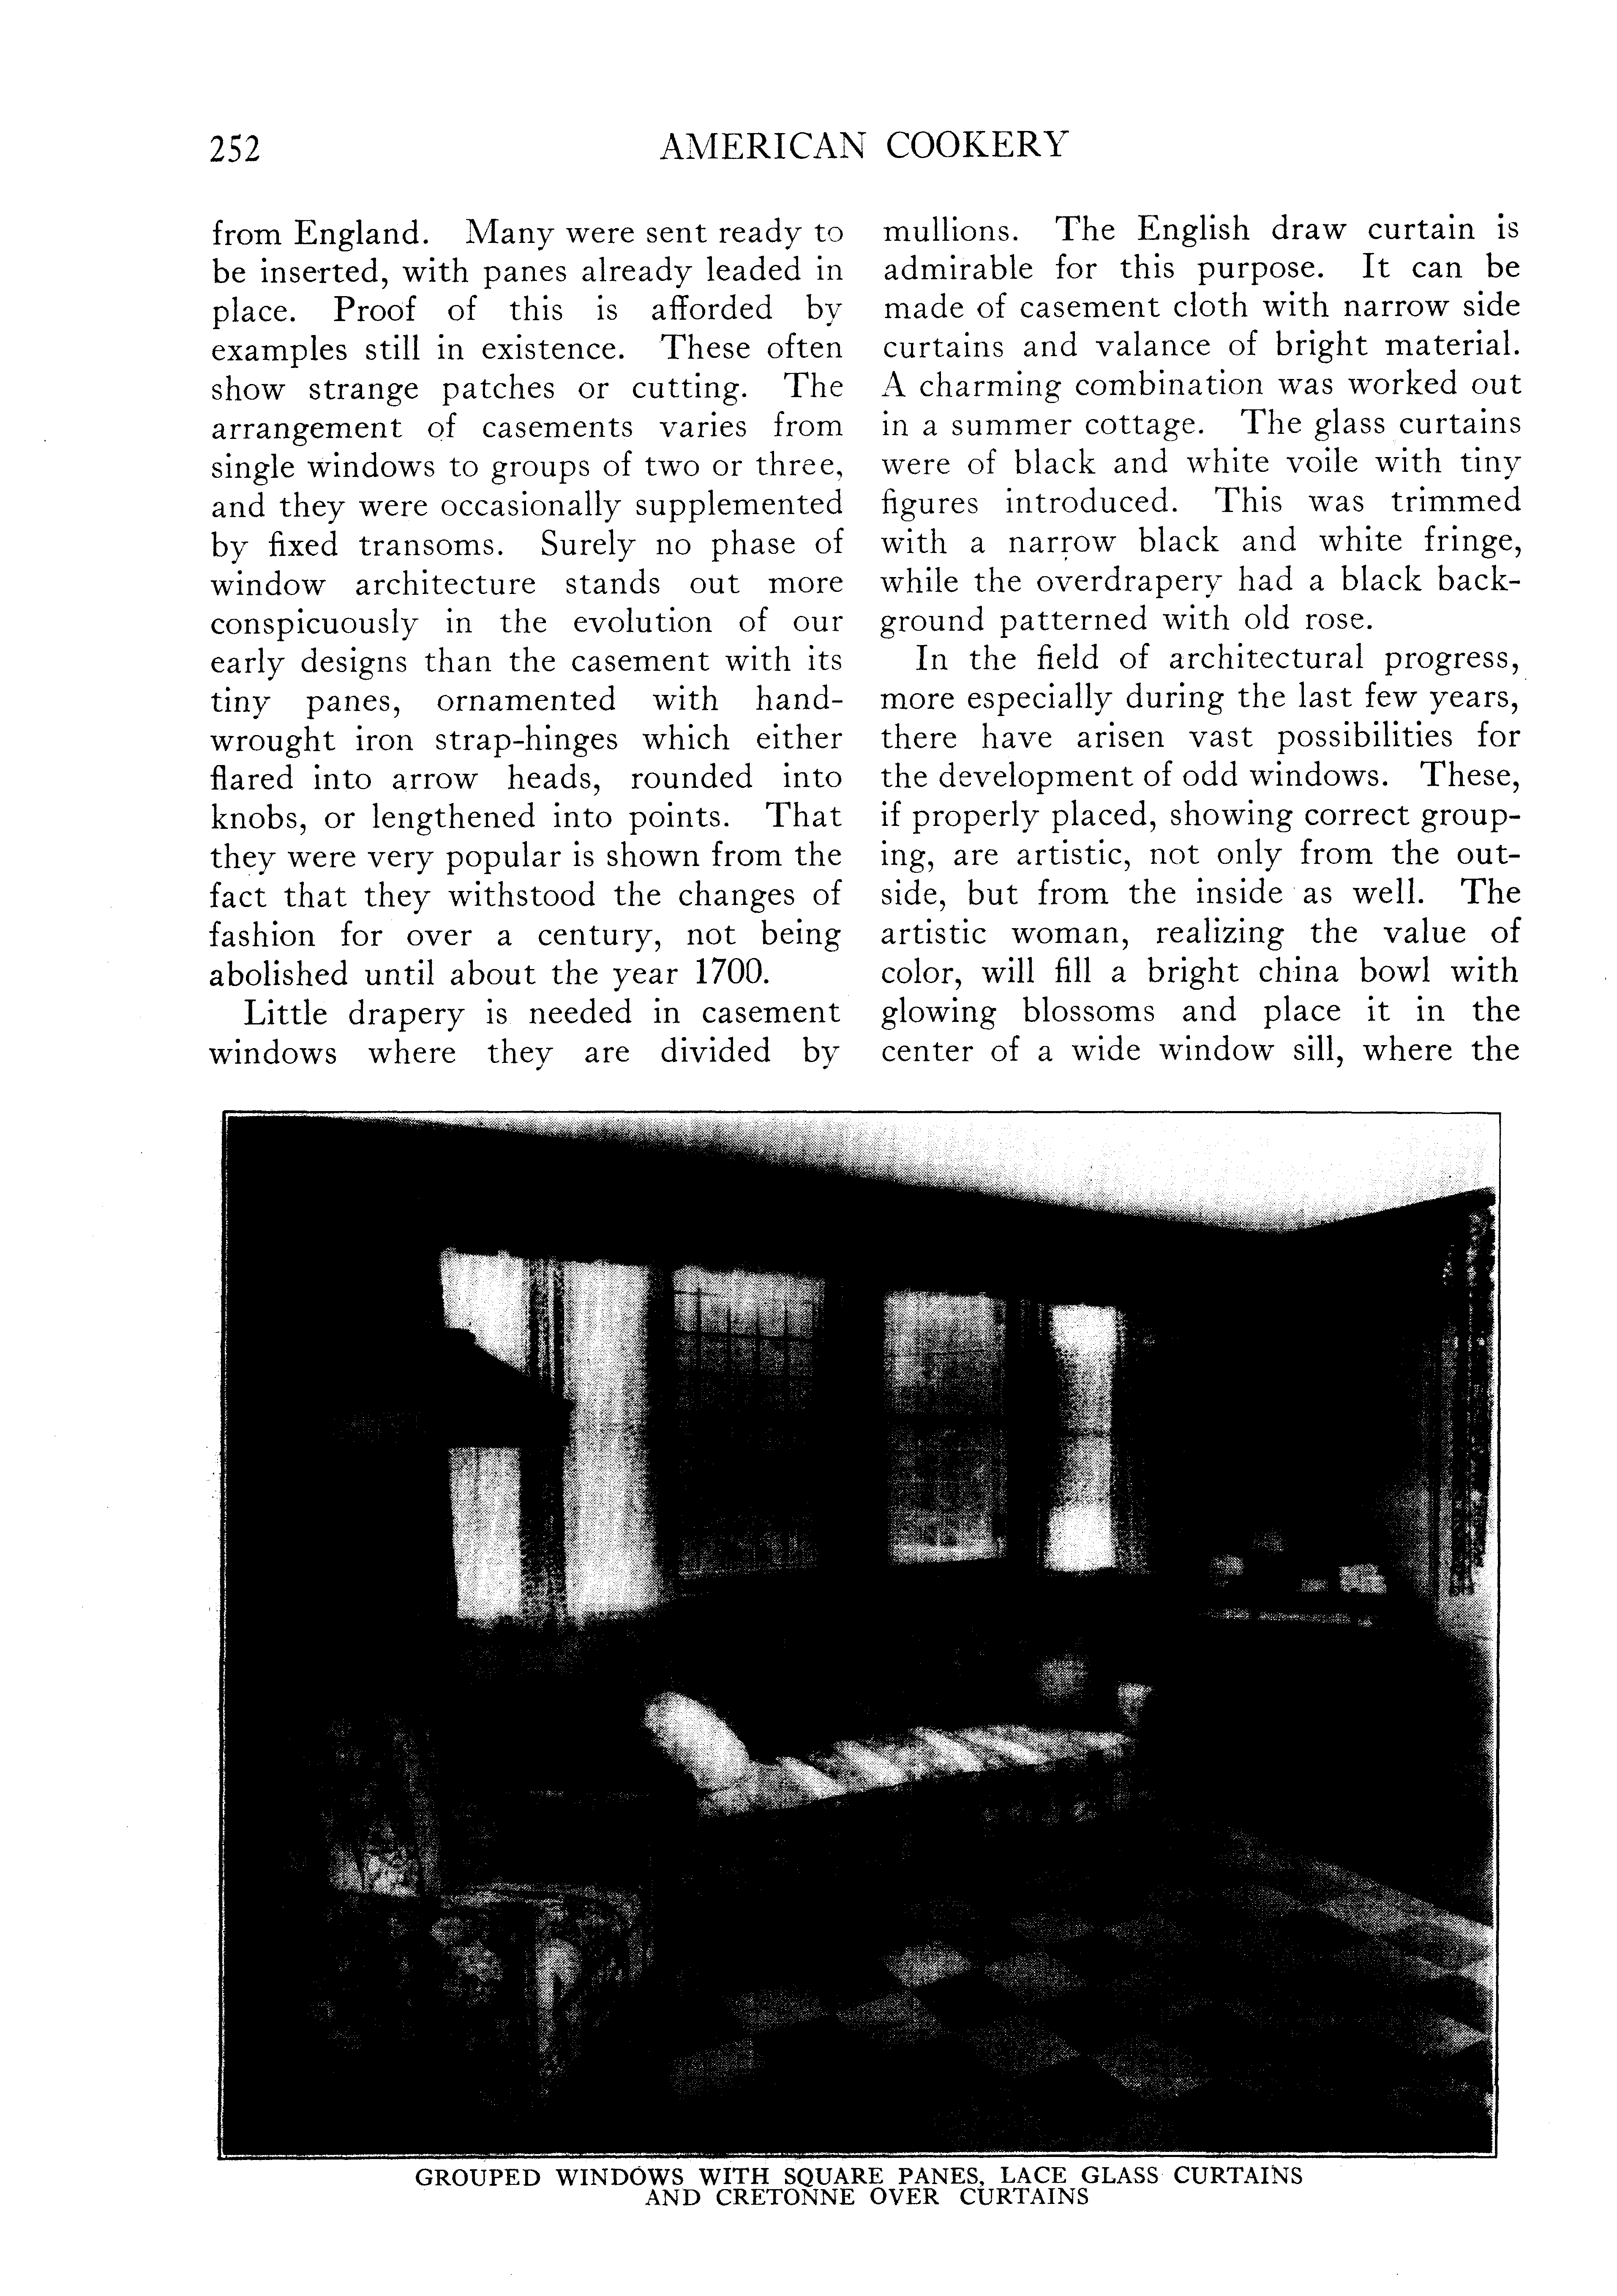 252
AMERICAN COOKERY
from England. Many were sent ready to
be inserted, with panes already leaded in
place. Proof of this is afforded by
examples still in existence. These often
show strange patches or cutting. The
arrangement of casements varies from
single windows to groups of two or three,
and they were occasionally supplemented
by fixed transoms. Surely no phase of
window architecture stands out more
conspicuously in the evolution of our
early designs than the casement with its
tiny panes, ornamented with hand-
wrought iron strap-hinges which either
flared into arrow heads, rounded into
knobs, or lengthened into points. That
they were very popular is shown from the
fact that they withstood the changes of
fashion for over a century, not being
abolished until about the year 1700.
Little drapery is needed in casement
windows where they are divided by
mullions. The English draw curtain is
admirable for this purpose. It can be
made of casement cloth with narrow side
curtains and valance of bright material.
A charming combination was worked out
in a summer cottage. The glass curtains
were of black and white voile with tiny
figures introduced. This was trimmed
with a narrow black and white fringe,
while the overdrapery had a black back-
ground patterned with old rose.
In the field of architectural progress,
more especially during the last few years,
there have arisen vast possibilities for
the development of odd windows. These,
if properly placed, showing correct group-
ing, are artistic, not only from the out-
side, but from the inside as well. The
artistic woman, realizing the value of
color, will fill a bright china bowl with
glowing blossoms and place it in the
center of a wide window sill, where the
GROUPED WINDOWS WITH SQUARE PANES, LACE GLASS CURTAINS
AND CRETONNE OVER CURTAINS